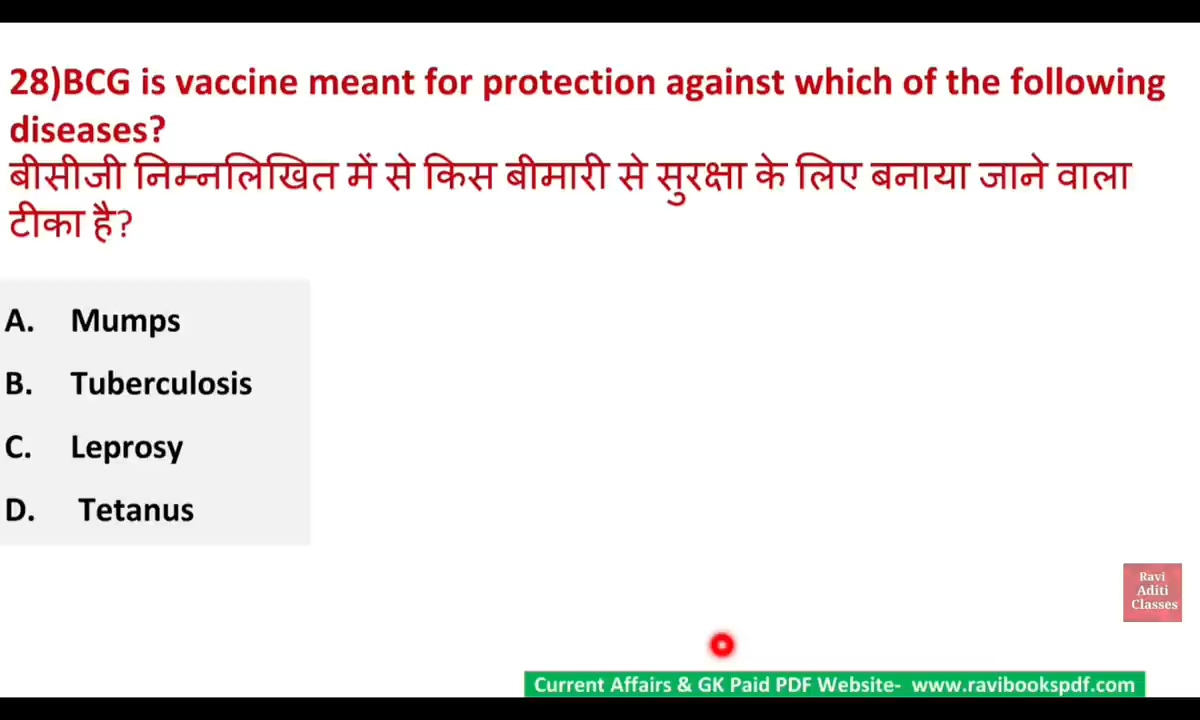 28)BCG is vaccine meant for protection against which of the following
diseases?
बीसीजी निम्नलिखित में से किस बीमारी से सुरक्षा के लिए बनाया जाने वाला
टीका है?
A. Mumps
B. Tuberculosis
C. Leprosy
D. Tetanus
Ravi
Aditi
Classes
Current Affairs & GK Paid PDF Website- www.ravibookspdf.com